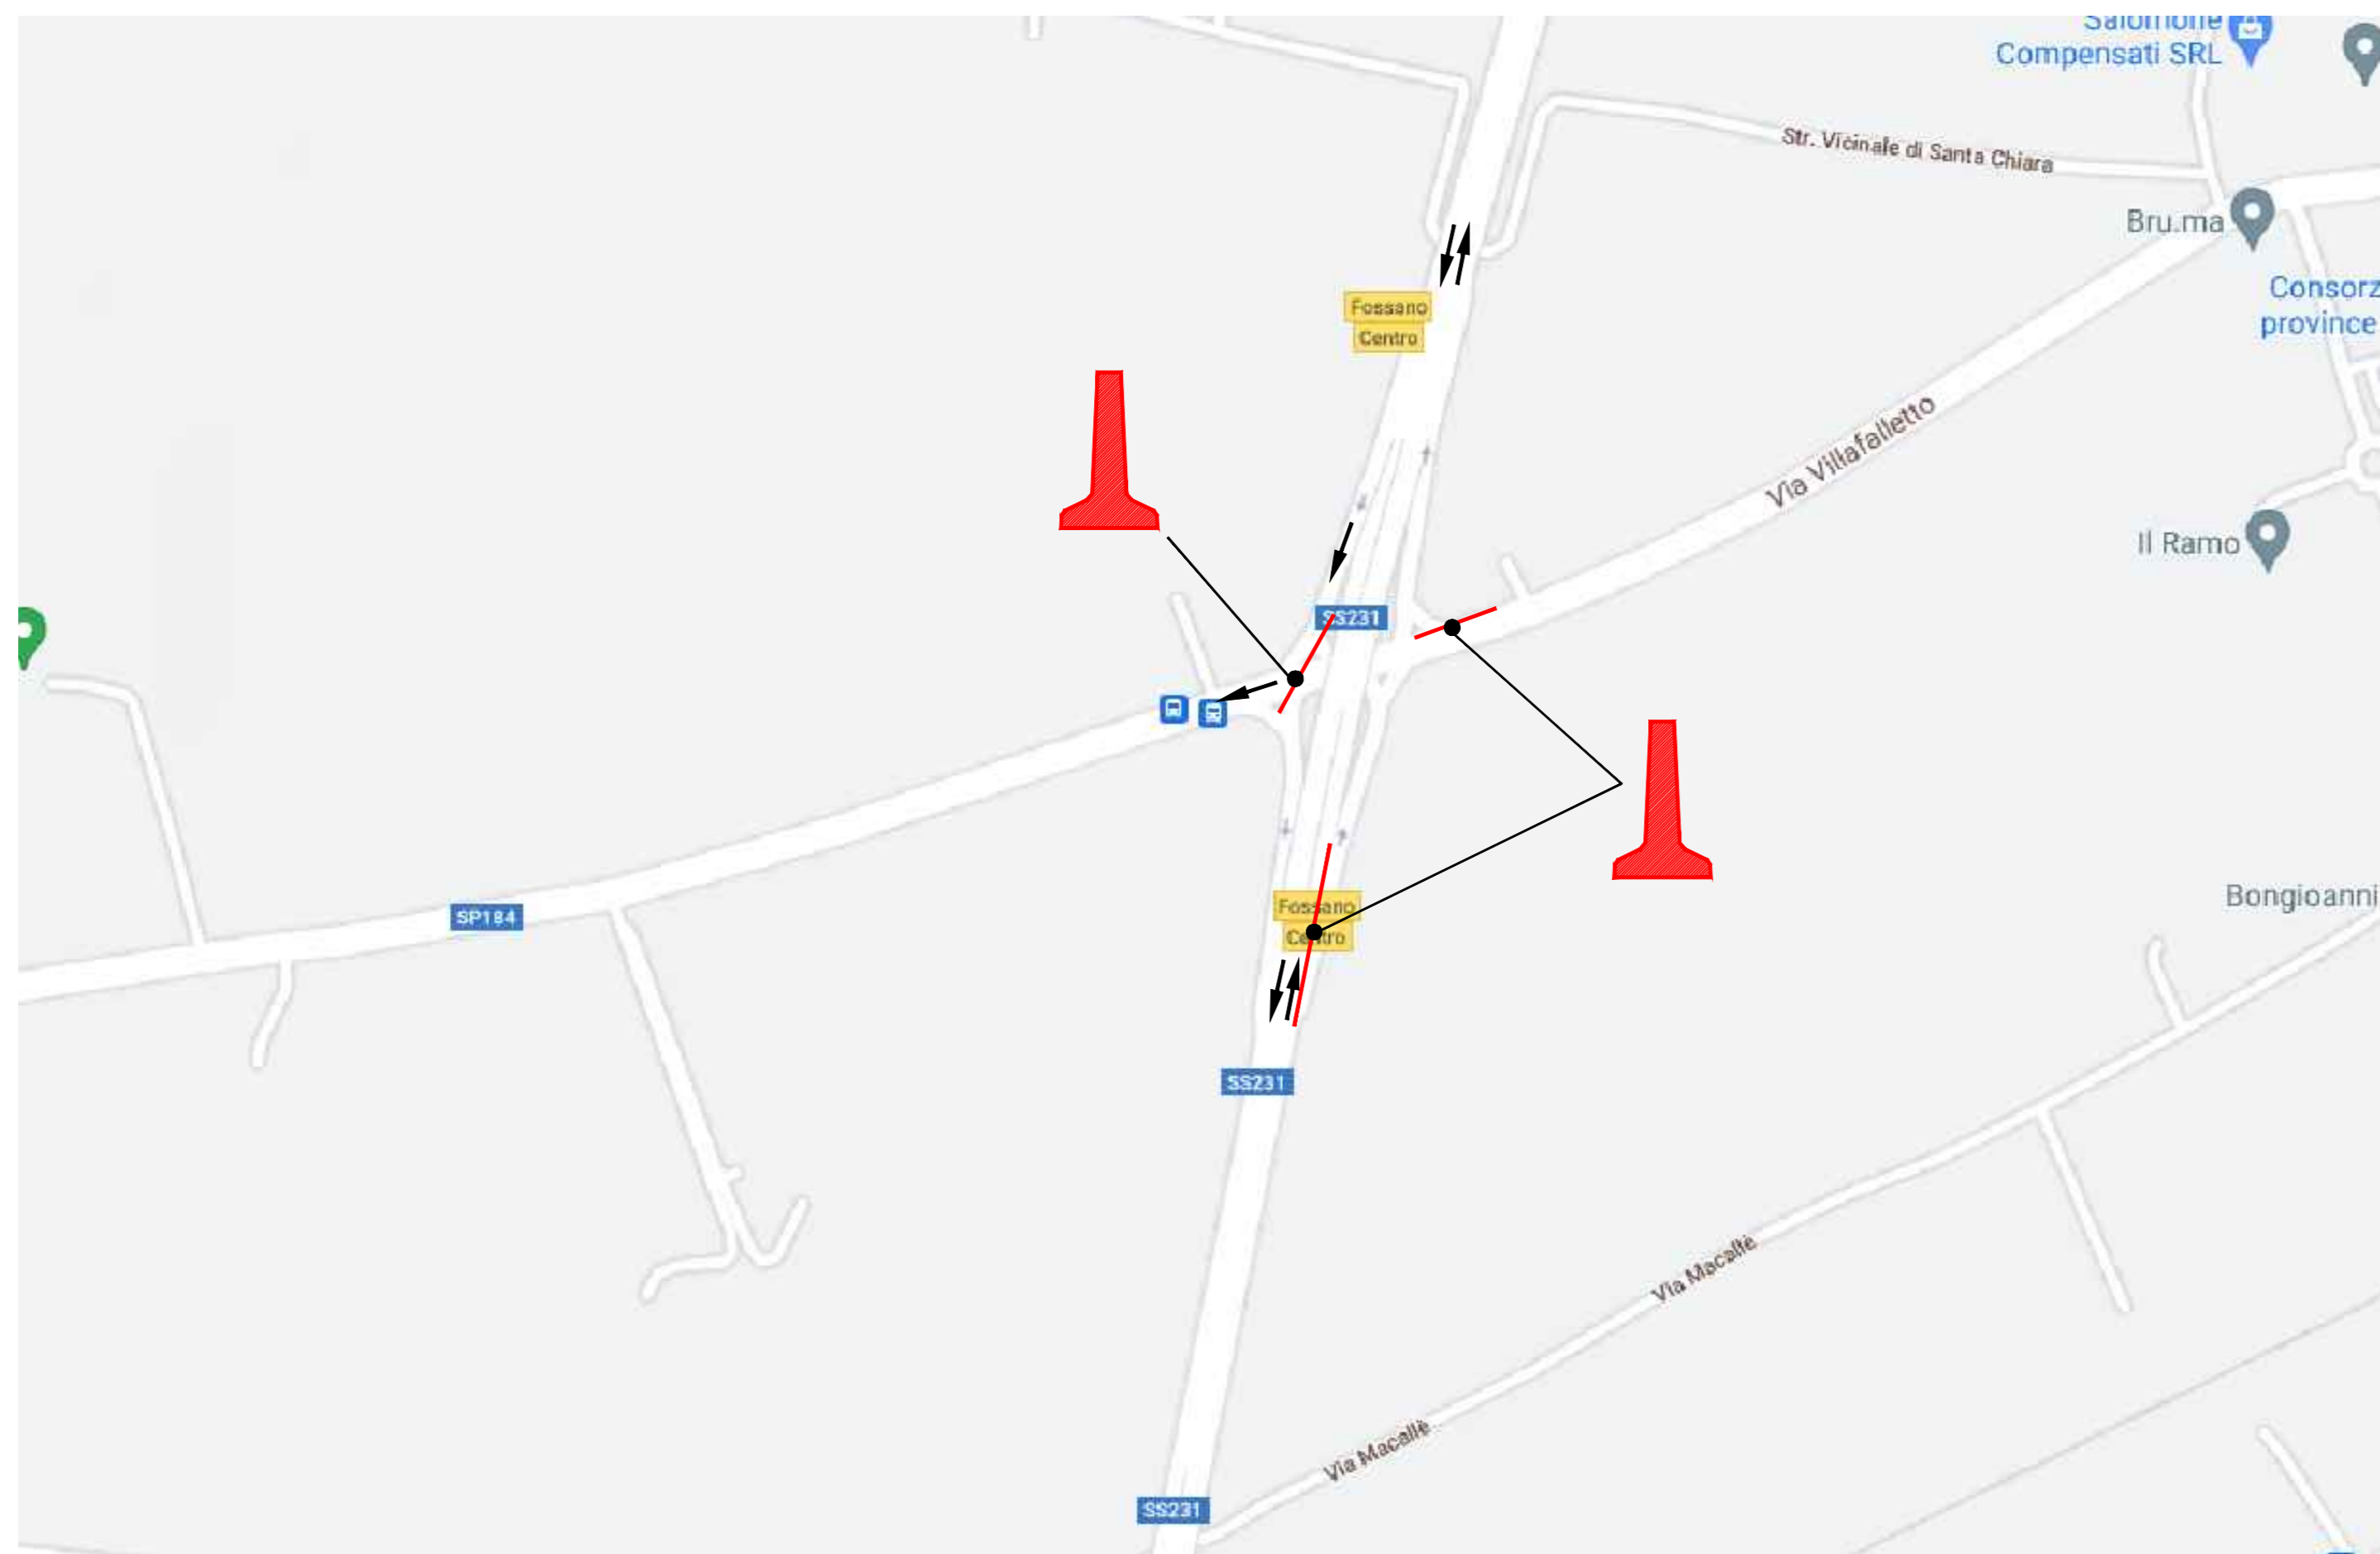 Compensati SRL
Str. Vicinale di Santa Chiara
Bru.ma
Consorz
province
Fossano
Centro
Via Villafalletto
Il Ramo
SS231
SP184
Fossano
Centro
Bongioanni
SS231
Via Macallè
Via Macallè
SS231